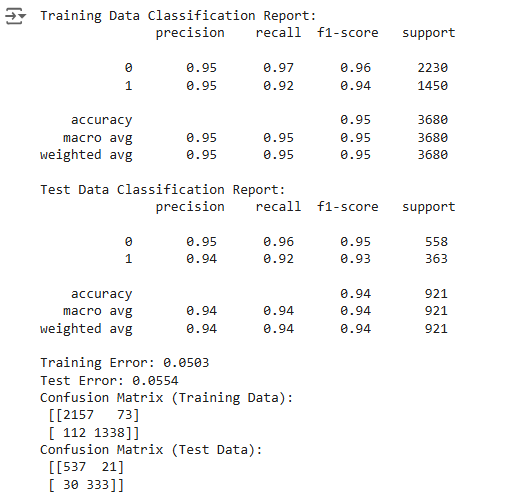 Training Data Classification Report:
              precision    recall  f1-score   support

           0       0.95      0.97      0.96      2230
           1       0.95      0.92      0.94      1450

    accuracy                           0.95      3680
   macro avg       0.95      0.95      0.95      3680
weighted avg       0.95      0.95      0.95      3680

Test Data Classification Report:
              precision    recall  f1-score   support

           0       0.95      0.96      0.95       558
           1       0.94      0.92      0.93       363

    accuracy                           0.94       921
   macro avg       0.94      0.94      0.94       921
weighted avg       0.94      0.94      0.94       921

Training Error: 0.0503
Test Error: 0.0554
Confusion Matrix (Training Data):
 [[2157   73]
 [ 112 1338]]
Confusion Matrix (Test Data):
 [[537  21]
 [ 30 333]]